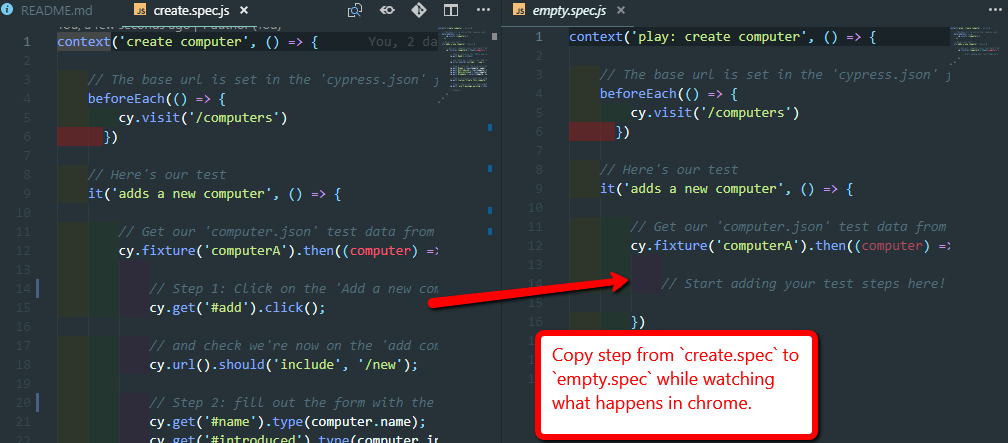 README.md
JS create.spec.js ×
You, a few seconds ago | 1 author (You)
1 context('create computer', () => { You, 2 da
2
3 // The base url is set in the 'cypress.json' f
4 beforeEach(() => {
5 cy.visit('/computers')
6 })
7
8 // Here's our test
9 it('adds a new computer', () => {
10
11 // Get our 'computer.json' test data from
12 cy.fixture('computerA').then((computer) =>
13
14 // Step 1: Click on the 'Add a new com
15 cy.get('#add').click();
16
17 // and check we're now on the 'add com
18 cy.url().should('include', '/new');
19
20 // Step 2: fill out the form with the
21 cy.get('#name').type(computer.name);
22 cy.get('#introduced').type(computer.in
JS empty.spec.js ×
1 context('play: create computer', () => {
2
3 // The base url is set in the 'cypress.json' f
4 beforeEach(() => {
5 cy.visit('/computers')
6 })
7
8 // Here's our test
9 it('adds a new computer', () => {
10
11 // Get our 'computer.json' test data from
12 cy.fixture('computerA').then((computer) =>
13
14 // Start adding your test steps here!
15
16 })
Copy step from `create.spec` to
`empty.spec` while watching
what happens in chrome.